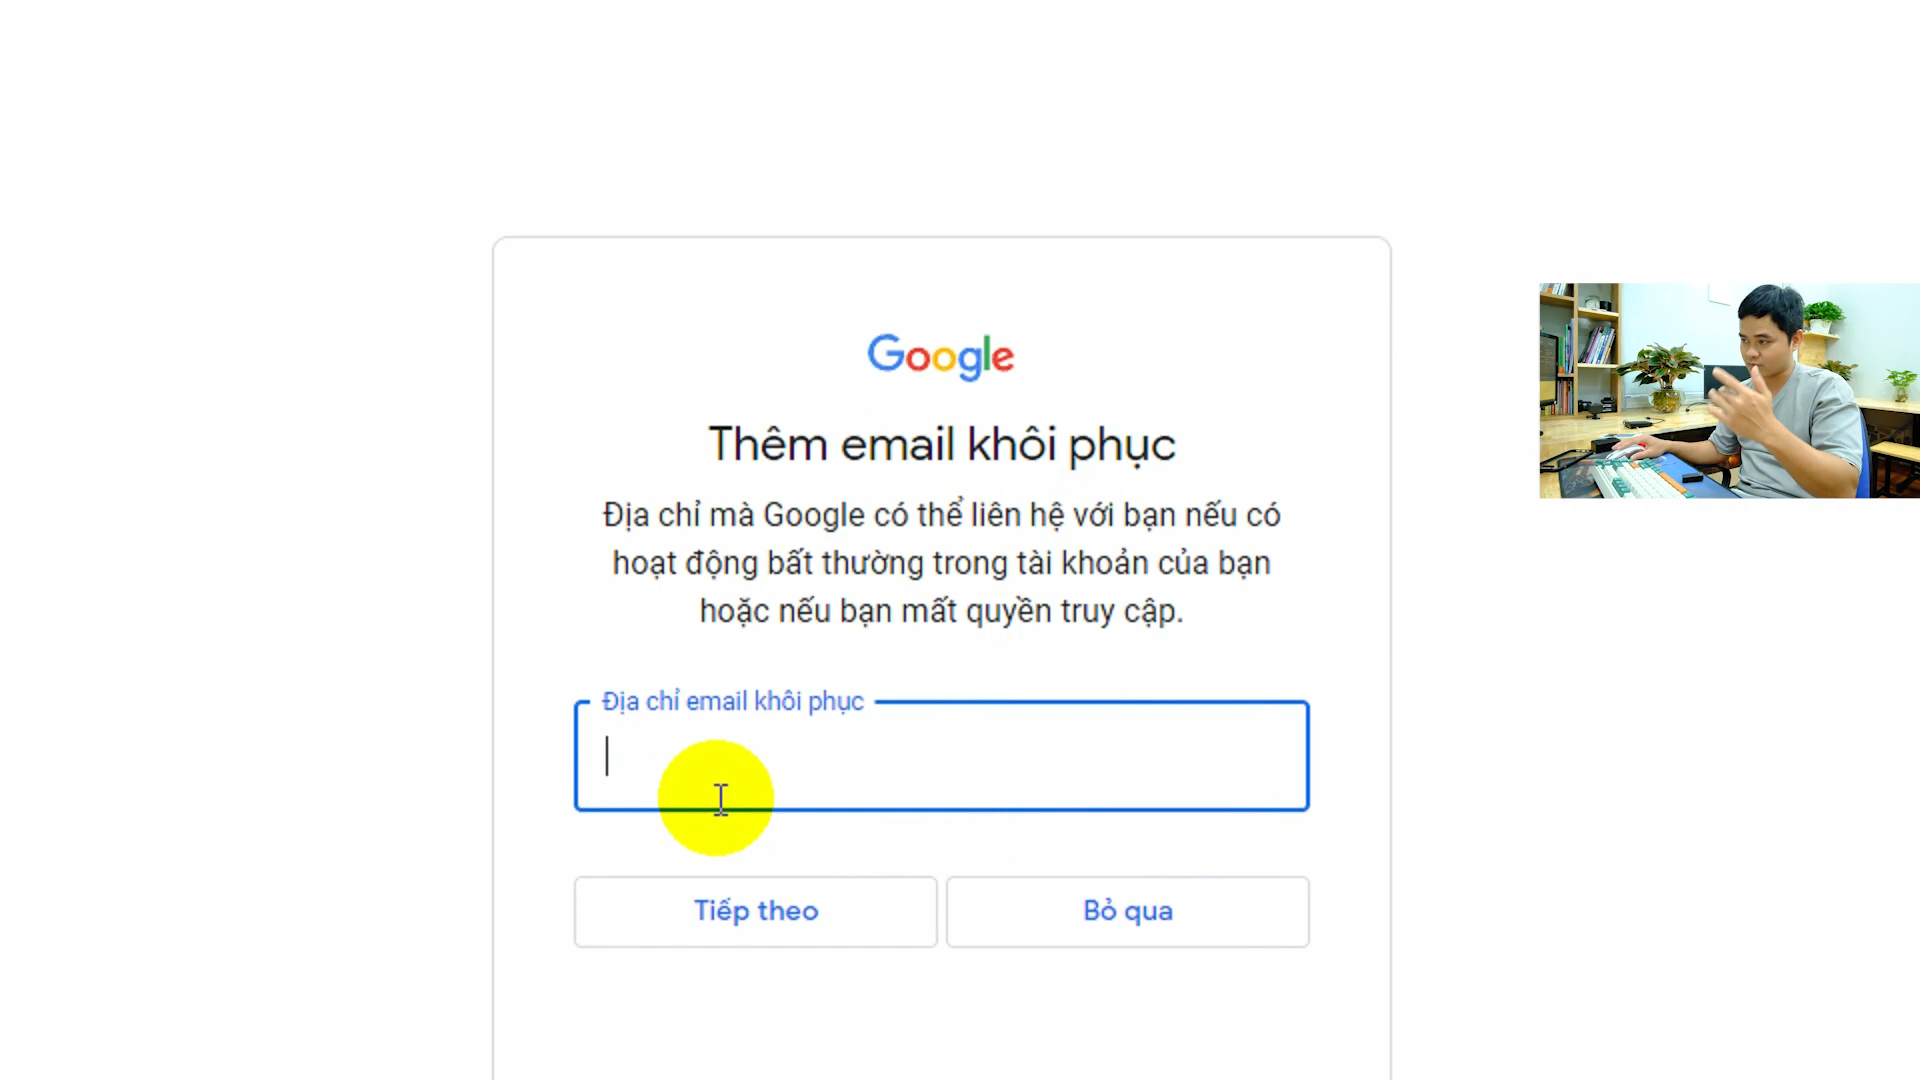 Google
Thêm email khôi phục
Địa chỉ mà Google có thể liên hệ với bạn nếu có
hoạt động bất thường trong tài khoản của bạn
hoặc nếu bạn mất quyền truy cập.
Địa chỉ email khôi phục
Tiếp theo
Bỏ qua